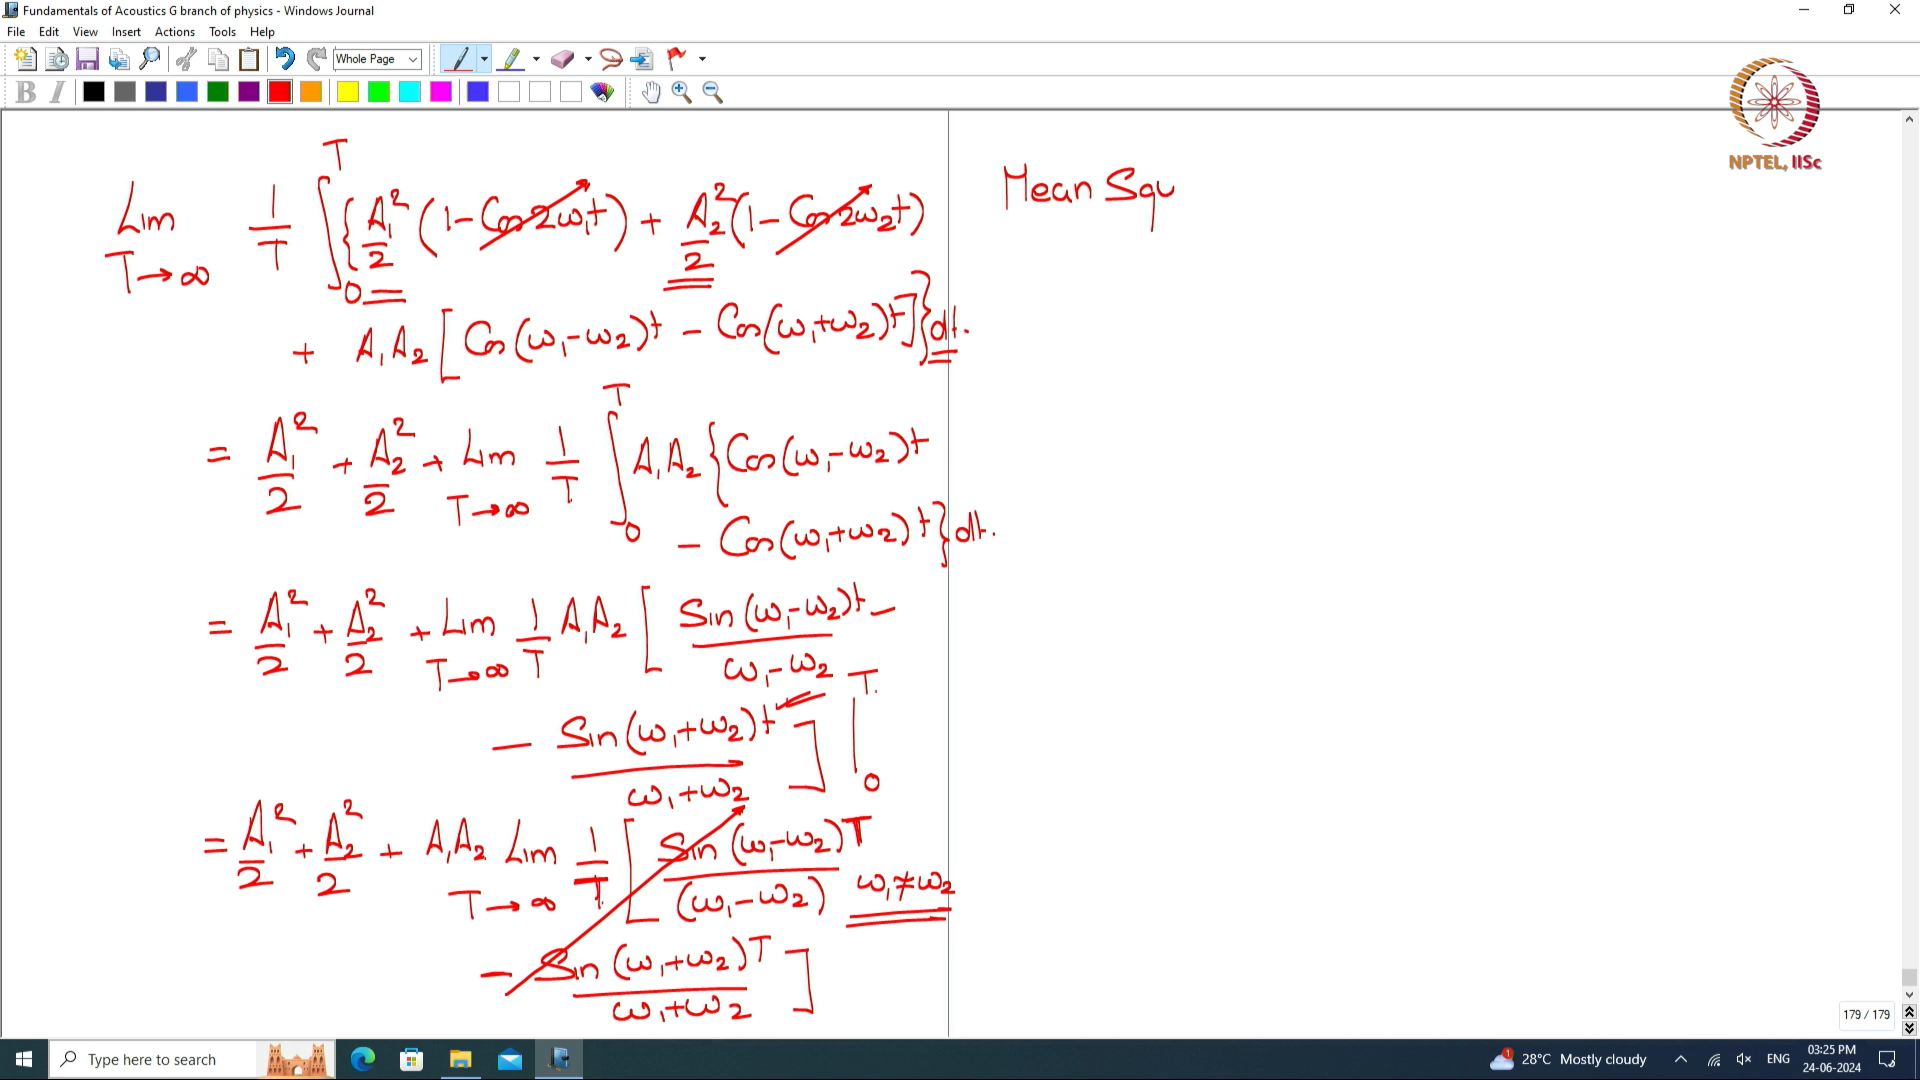 Fundamentals of Acoustics G branch of physics - Windows Journal
File Edit View Insert Actions Tools Help
Whole Page
B I
NPTEL, IISc
Lim T→∞ 1/T ∫₀ᵀ { A₁²/2 (1 - Cos 2ω₁t) + A₂²/2 (1 - Cos 2ω₂t)
+ A₁A₂ [ Cos(ω₁-ω₂)t - Cos(ω₁+ω₂)t ] } dt.
= A₁²/2 + A₂²/2 + Lim T→∞ 1/T ∫₀ᵀ A₁A₂ { Cos(ω₁-ω₂)t
- Cos(ω₁+ω₂)t } dt.
= A₁²/2 + A₂²/2 + Lim T→∞ 1/T A₁A₂ [ Sin(ω₁-ω₂)t / ω₁-ω₂ -
- Sin(ω₁+ω₂)t / ω₁+ω₂ ] |₀ᵀ
= A₁²/2 + A₂²/2 + A₁A₂ Lim T→∞ 1/T [ Sin(ω₁-ω₂)T / (ω₁-ω₂) ω₁≠ω₂
- Sin(ω₁+ω₂)T / ω₁+ω₂ ]
Mean Squ
179 / 179
Type here to search
1
28°C Mostly cloudy
ENG
03:25 PM
24-06-2024